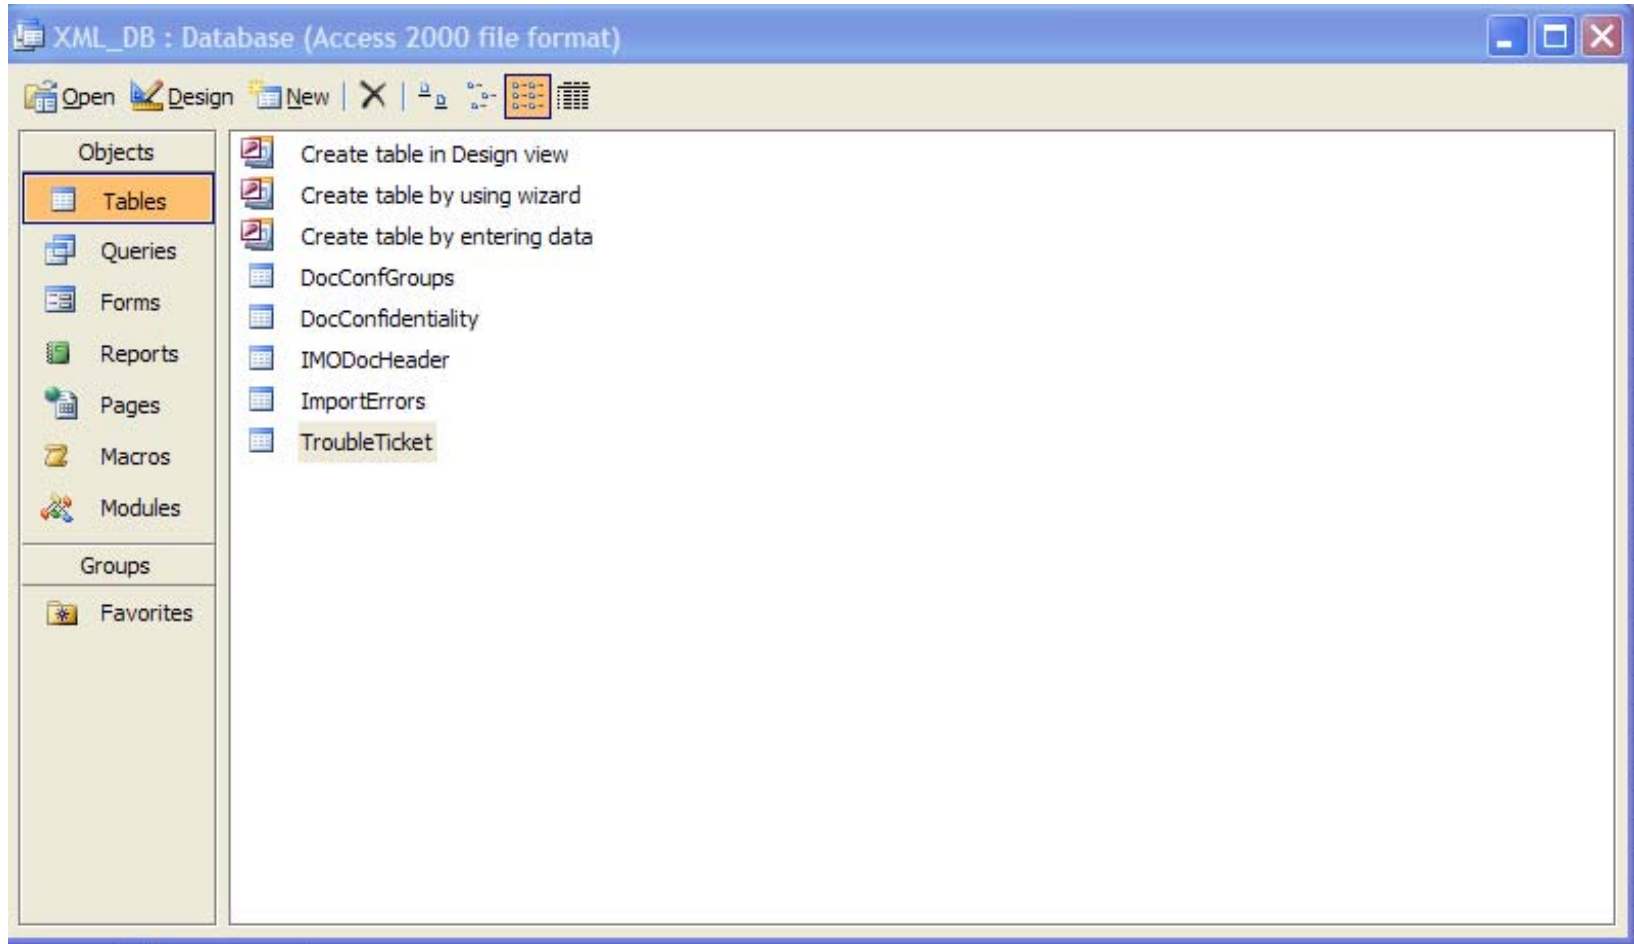 XML_DB : Database (Access 2000 file format)
Open Design New
Objects
Tables
Queries
Forms
Reports
Pages
Macros
Modules
Groups
Favorites
Create table in Design view
Create table by using wizard
Create table by entering data
DocConfGroups
DocConfidentiality
IMODocHeader
ImportErrors
TroubleTicket